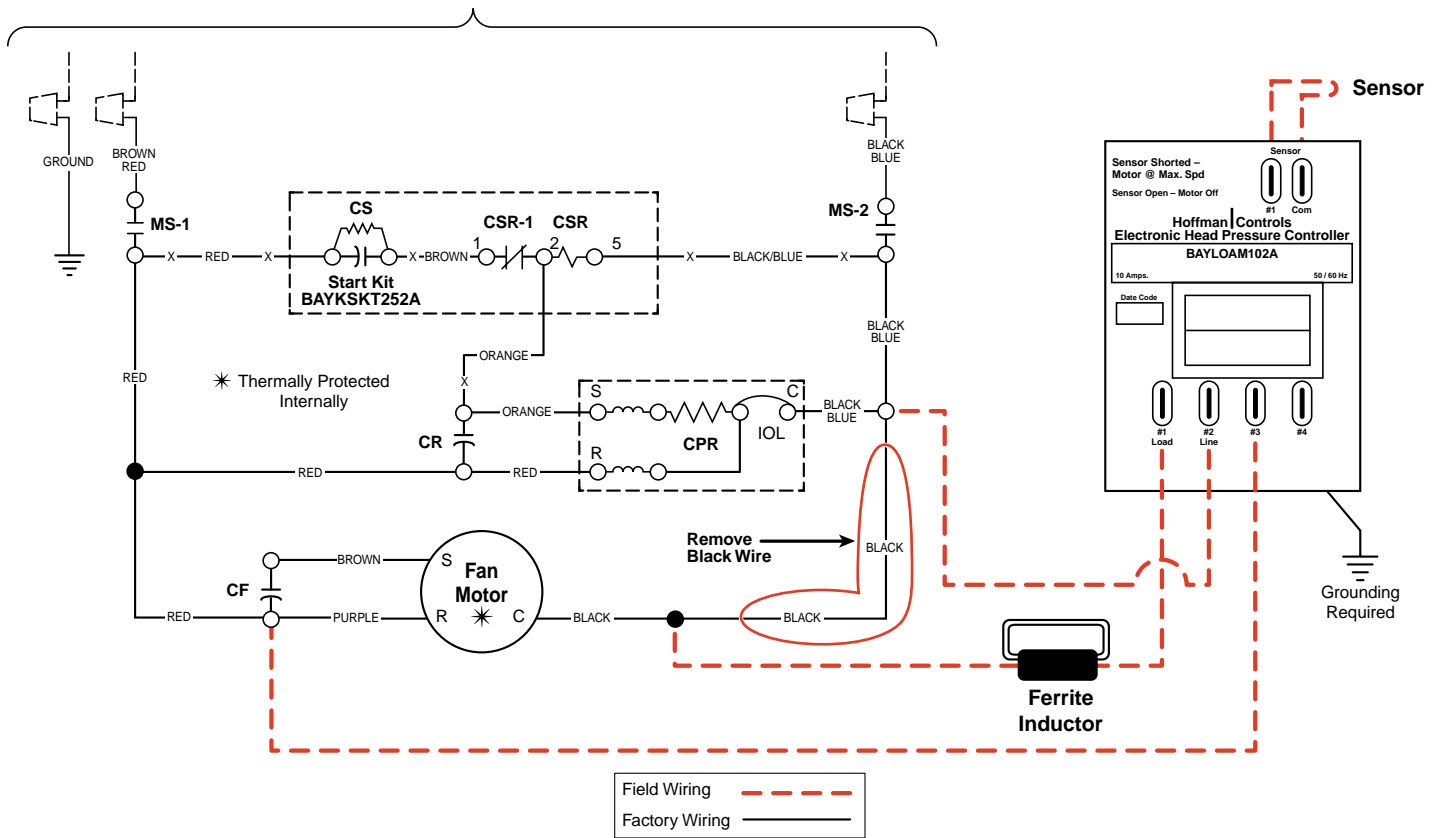 GROUND
BROWN
RED
BLACK
BLUE
MS-1
MS-2
X
RED
X
CS
Start Kit
BAYKSKT252A
X
BROWN
1
CSR-1
2
CSR
5
X
BLACK/BLUE
X
BLACK
BLUE
ORANGE
X
RED
✳ Thermally Protected
Internally
ORANGE
CR
S
CPR
IOL
C
BLACK
BLUE
RED
RED
R
Remove
Black Wire
BLACK
BLACK
BROWN
CF
RED
PURPLE
S
Fan
Motor
R
✳
C
BLACK
Sensor
Sensor
Sensor Shorted –
Motor @ Max. Spd
Sensor Open – Motor Off
#1
Com
Hoffman Controls
Electronic Head Pressure Controller
BAYLOAM102A
10 Amps.
50 / 60 Hz
Date Code
#1
Load
#2
Line
#3
#4
Grounding
Required
Ferrite
Inductor
Field Wiring
Factory Wiring